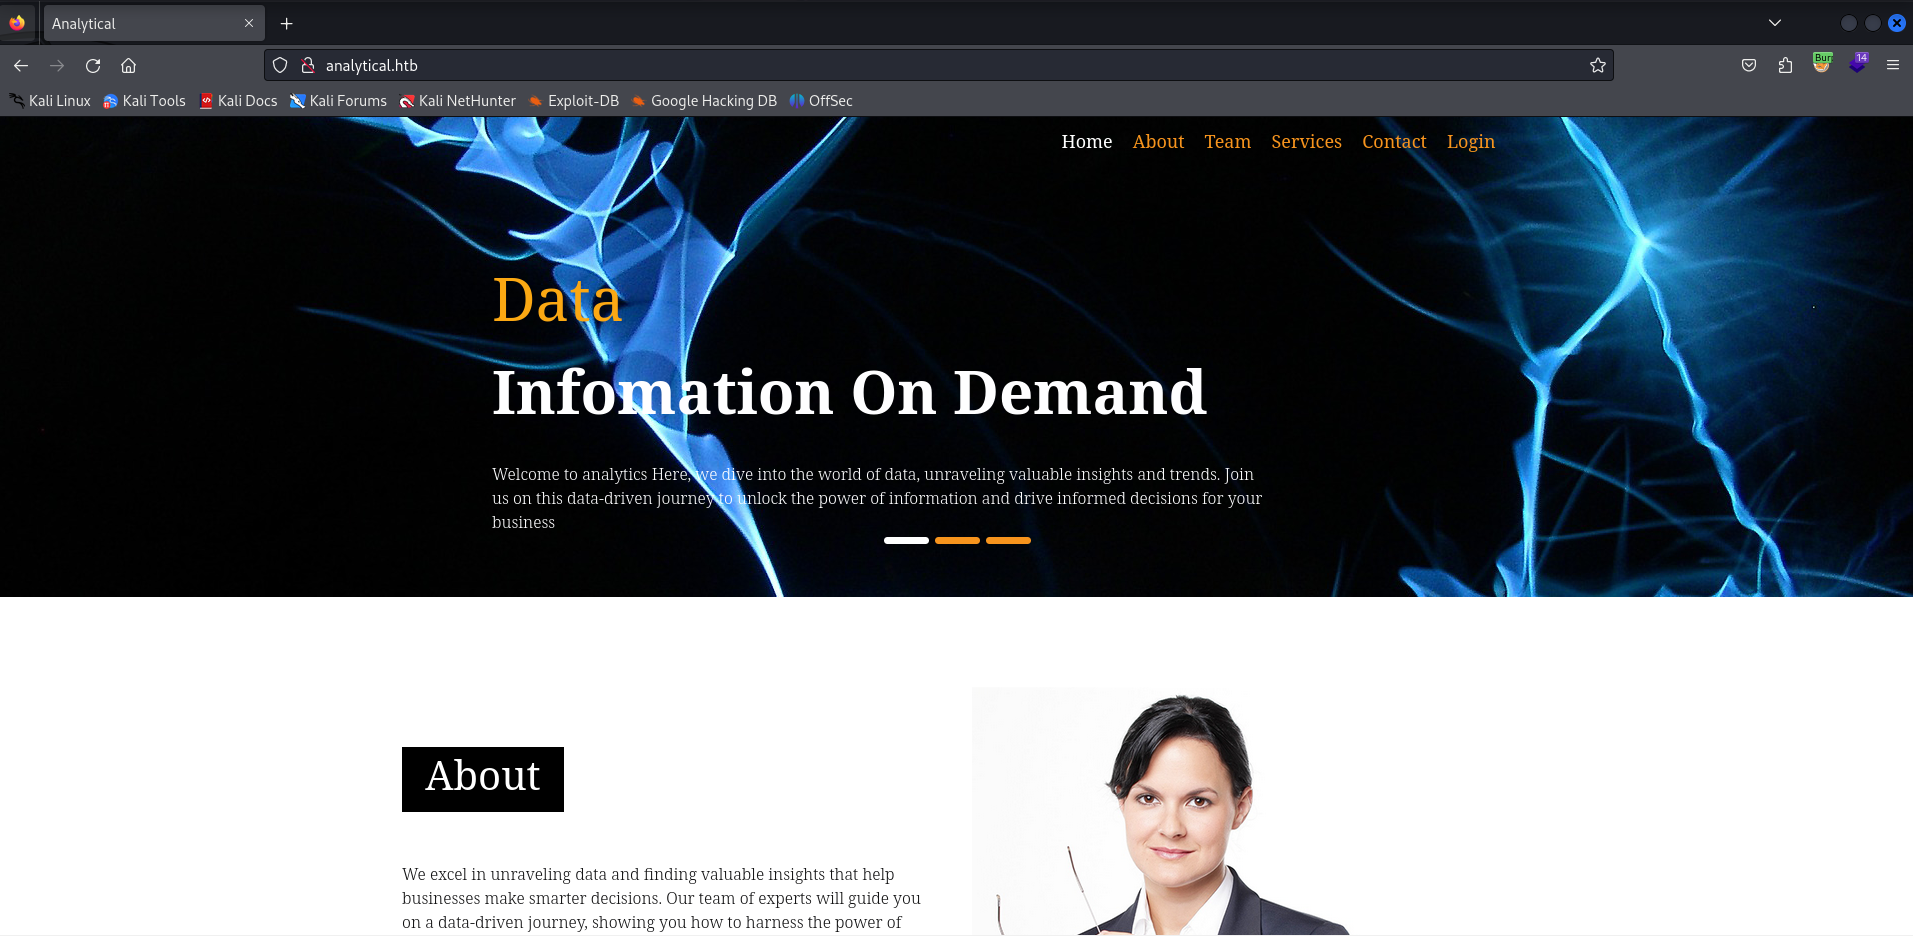 Analytical
analytical.htb
14
Kali Linux Kali Tools Kali Docs Kali Forums Kali NetHunter Exploit-DB Google Hacking DB OffSec
Home About Team Services Contact Login
Data
Infomation On Demand
Welcome to analytics Here, we dive into the world of data, unraveling valuable insights and trends. Join
us on this data-driven journey to unlock the power of information and drive informed decisions for your
business
About
We excel in unraveling data and finding valuable insights that help
businesses make smarter decisions. Our team of experts will guide you
on a data-driven journey, showing you how to harness the power of